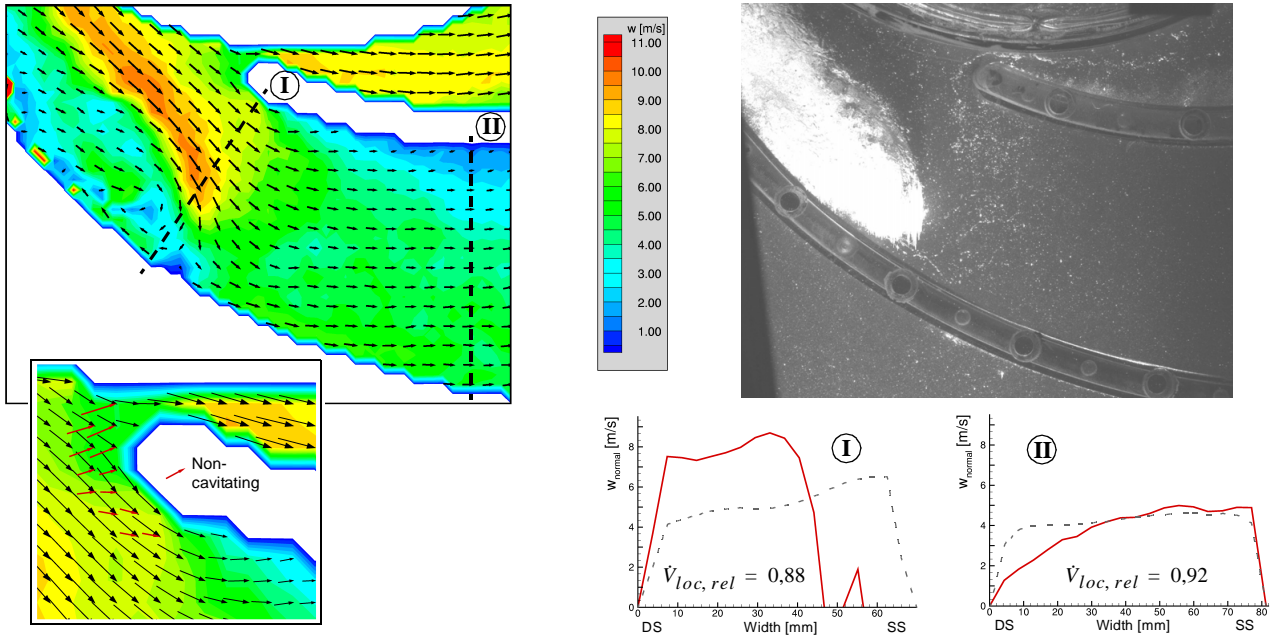 I
II
w [m/s]
11.00
10.00
9.00
8.00
7.00
6.00
5.00
4.00
3.00
2.00
1.00
Non-
cavitating
w_normal [m/s]
8
6
4
2
0
I
V̇_loc, rel = 0,88
0 10 20 30 40 50 60
DS Width [mm] SS
w_normal [m/s]
8
6
4
2
0
II
V̇_loc, rel = 0,92
0 10 20 30 40 50 60 70 80
DS Width [mm] SS